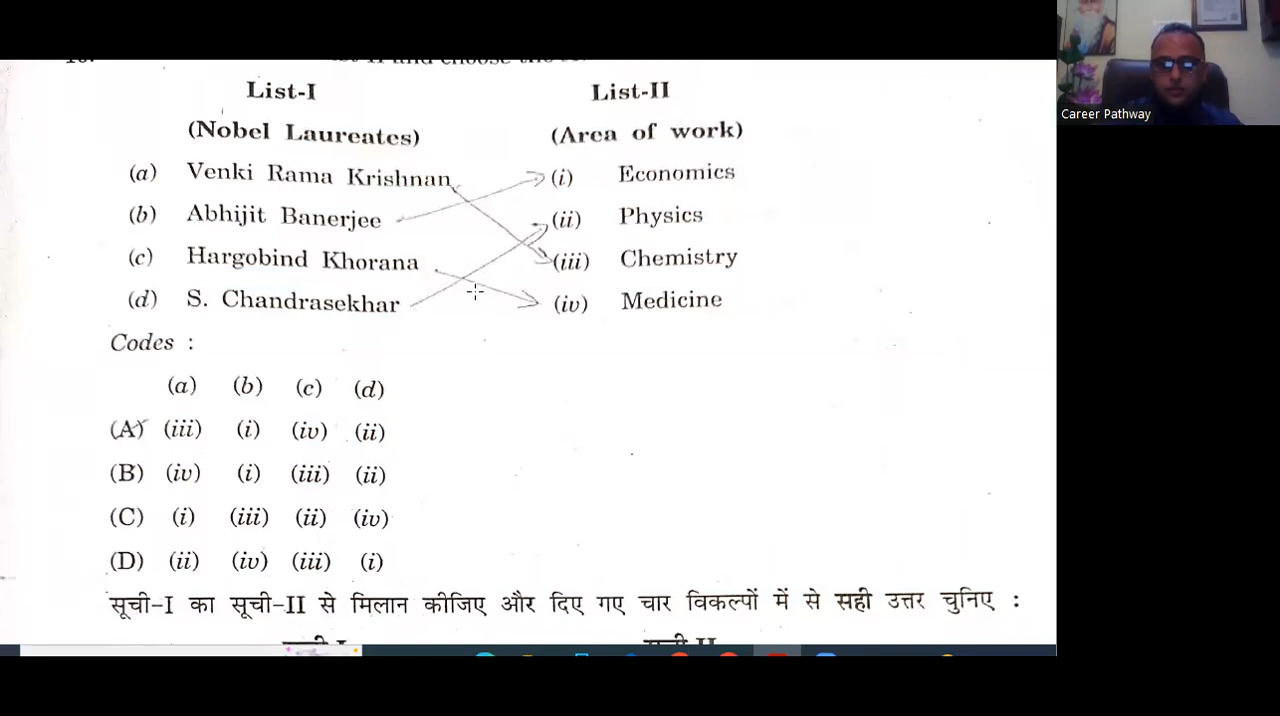 List-I List-II
(Nobel Laureates) (Area of work)
(a) Venki Rama Krishnan (i) Economics
(b) Abhijit Banerjee (ii) Physics
(c) Hargobind Khorana (iii) Chemistry
(d) S. Chandrasekhar (iv) Medicine
Codes :
(a) (b) (c) (d)
(A) (iii) (i) (iv) (ii)
(B) (iv) (i) (iii) (ii)
(C) (i) (iii) (ii) (iv)
(D) (ii) (iv) (iii) (i)
सूची-I का सूची-II से मिलान कीजिए और दिए गए चार विकल्पों में से सही उत्तर चुनिए :
Career Pathway